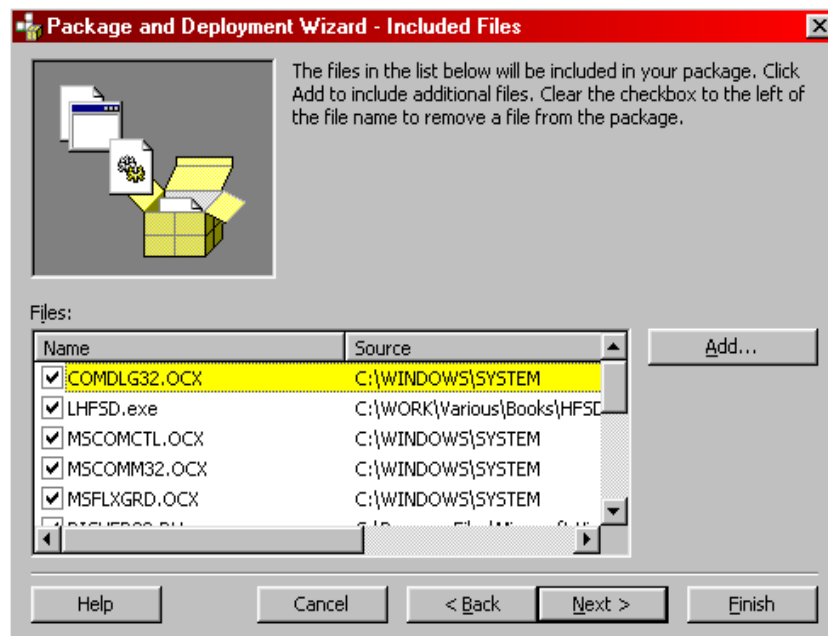 Package and Deployment Wizard - Included Files
The files in the list below will be included in your package. Click
Add to include additional files. Clear the checkbox to the left of
the file name to remove a file from the package.
Files:
Name Source
Add...
COMDLG32.OCX C:\WINDOWS\SYSTEM
LHFSD.exe C:\WORK\Various\Books\HFSD
MSCOMCTL.OCX C:\WINDOWS\SYSTEM
MSCOMM32.OCX C:\WINDOWS\SYSTEM
MSFLXGRD.OCX C:\WINDOWS\SYSTEM
Help Cancel < Back Next > Finish